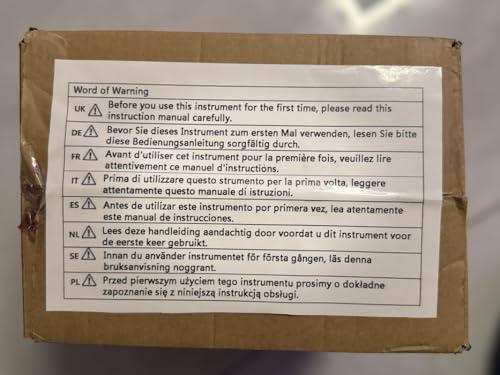 Word of Warning
UK Before you use this instrument for the first time, please read this
instruction manual carefully.
DE Bevor Sie dieses Instrument zum ersten Mal verwenden, lesen Sie bitte
diese Bedienungsanleitung sorgfältig durch.
FR Avant d'utiliser cet instrument pour la première fois, veuillez lire
attentivement ce manuel d'instructions.
IT Prima di utilizzare questo strumento per la prima volta, leggere
attentamente questo manuale di istruzioni.
ES Antes de utilizar este instrumento por primera vez, lea atentamente
este manual de instrucciones.
NL Lees deze handleiding aandachtig door voordat u dit instrument voor
de eerste keer gebruikt.
SE Innan du använder instrumentet för första gången, läs denna
bruksanvisning noggrant.
PL Przed pierwszym użyciem tego instrumentu prosimy o dokładne
zapoznanie się z niniejszą instrukcją obsługi.